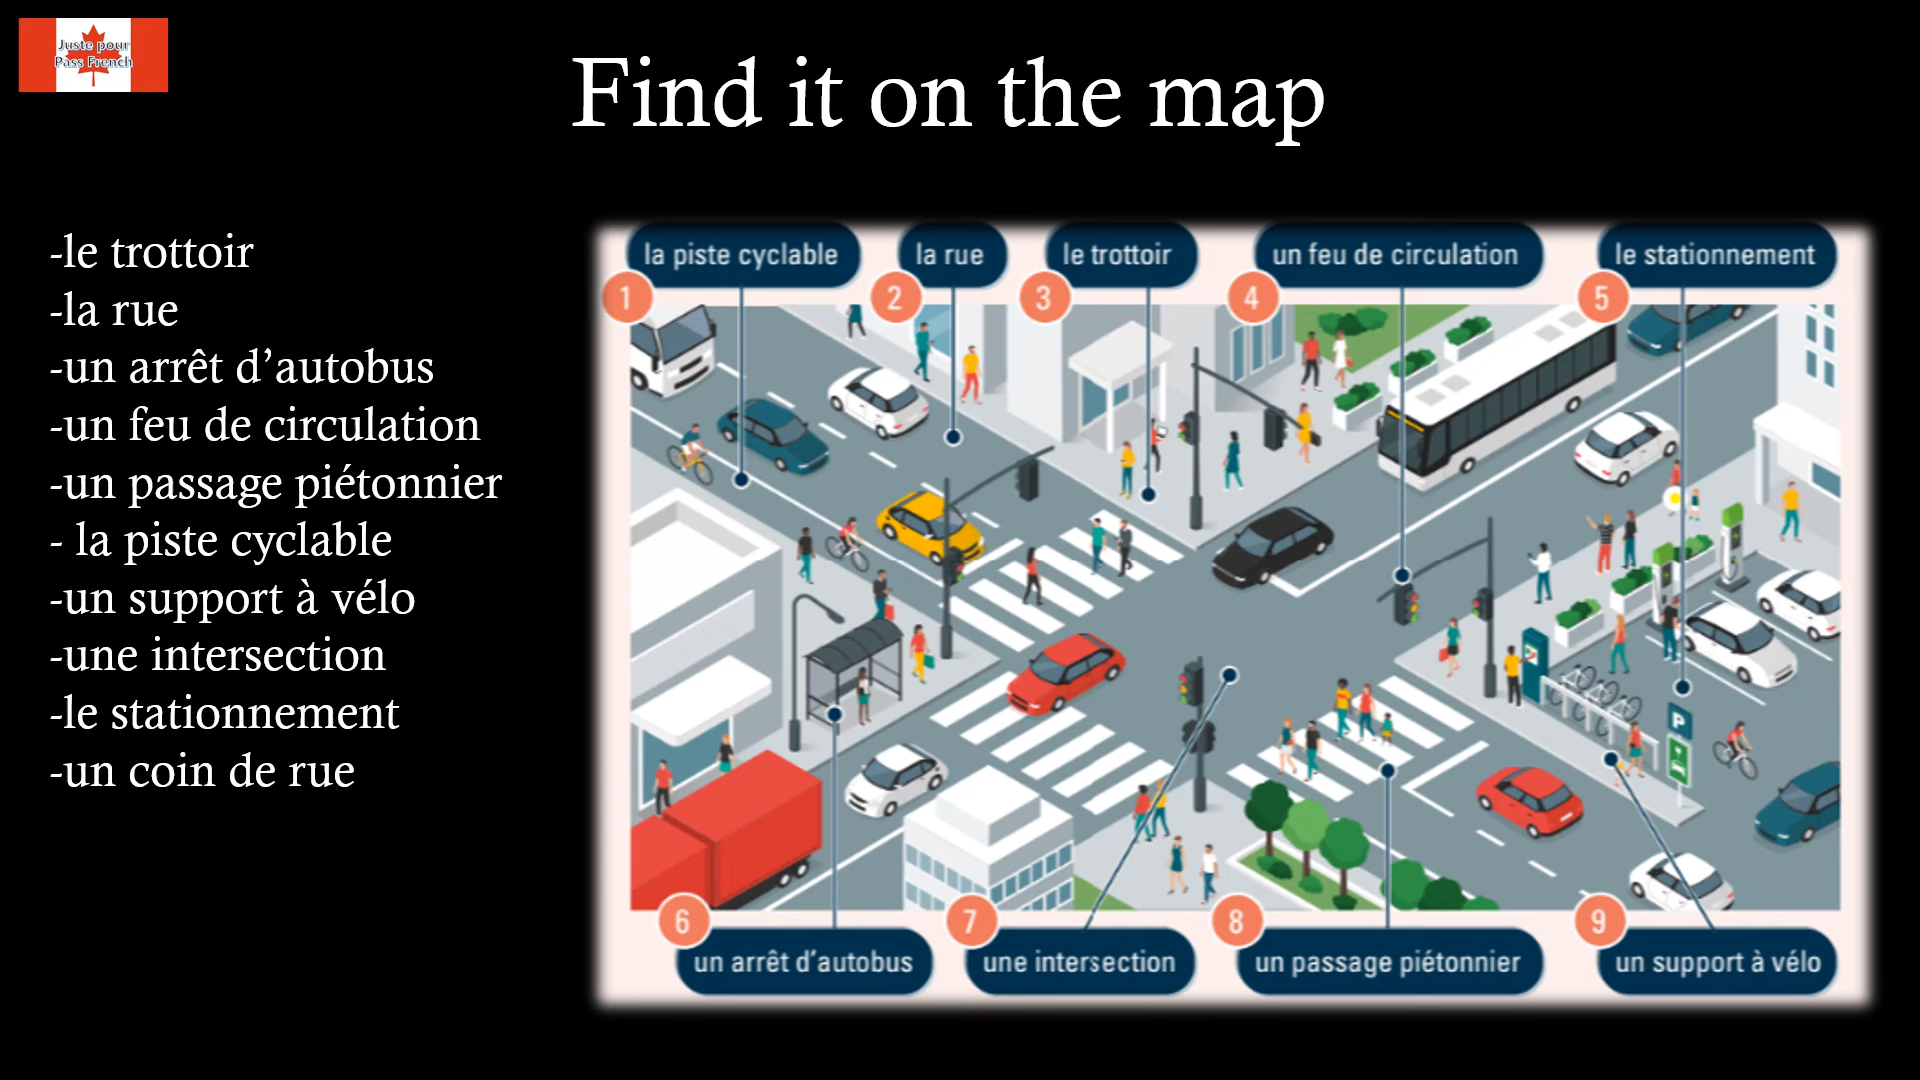 Juste pour
Pass French
Find it on the map
-le trottoir
-la rue
-un arrêt d’autobus
-un feu de circulation
-un passage piétonnier
- la piste cyclable
-un support à vélo
-une intersection
-le stationnement
-un coin de rue
la piste cyclable
la rue
le trottoir
un feu de circulation
le stationnement
1
2
3
4
5
P
6
7
8
9
un arrêt d’autobus
une intersection
un passage piétonnier
un support à vélo